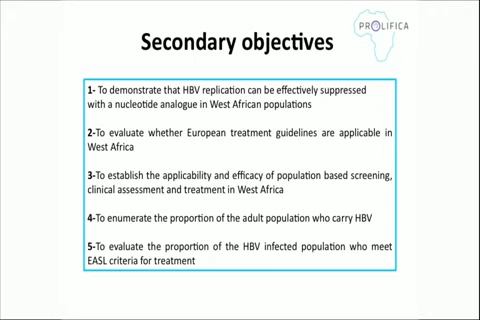 PROLIFICA
Secondary objectives
1- To demonstrate that HBV replication can be effectively suppressed
with a nucleotide analogue in West African populations
2-To evaluate whether European treatment guidelines are applicable in
West Africa
3-To establish the applicability and efficacy of population based screening,
clinical assessment and treatment in West Africa
4-To enumerate the proportion of the adult population who carry HBV
5-To evaluate the proportion of the HBV infected population who meet
EASL criteria for treatment